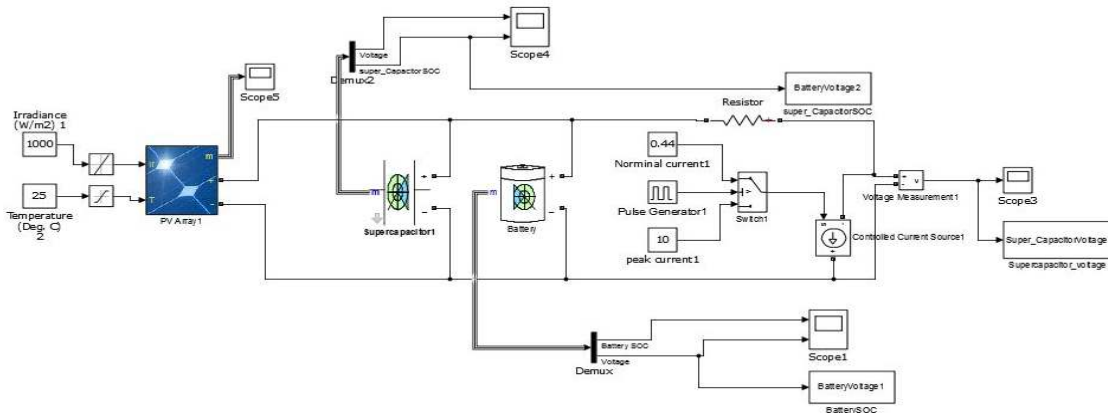 Voltage
super_CapacitorSOC
Demux2
Scope4
Scope5
BatteryVoltage2
super_CapacitorSOC
Irradiance
(W/m2) 1
1000
Resistor
m
T
25
Temperature
(Deg. C)
2
PV Array1
m
+
-
Supercapacitor1
m
+
-
Battery
0.44
Norminal current1
Pulse Generator1
10
peak current1
Switch1
Controlled Current Source1
+
-
v
Voltage Measurement1
Scope3
Super_CapacitorVoltage
Supercapacitor_voltage
Battery SOC
Voltage
Demux
Scope1
BatteryVoltage1
BatterySOC